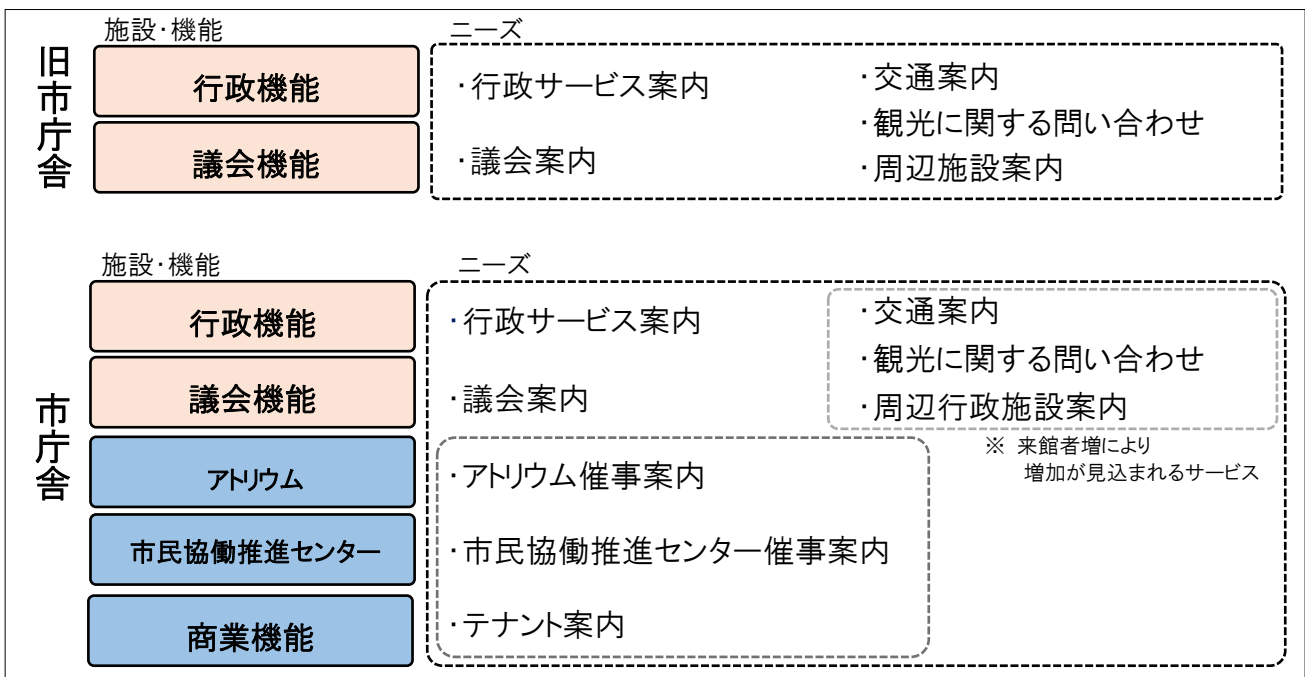 旧市庁舎
施設・機能
ニーズ
行政機能
議会機能
・行政サービス案内
・議会案内
・交通案内
・観光に関する問い合わせ
・周辺施設案内
市庁舎
施設・機能
ニーズ
行政機能
議会機能
アトリウム
市民協働推進センター
商業機能
・行政サービス案内
・議会案内
・アトリウム催事案内
・市民協働推進センター催事案内
・テナント案内
・交通案内
・観光に関する問い合わせ
・周辺行政施設案内
※ 来館者増により
増加が見込まれるサービス